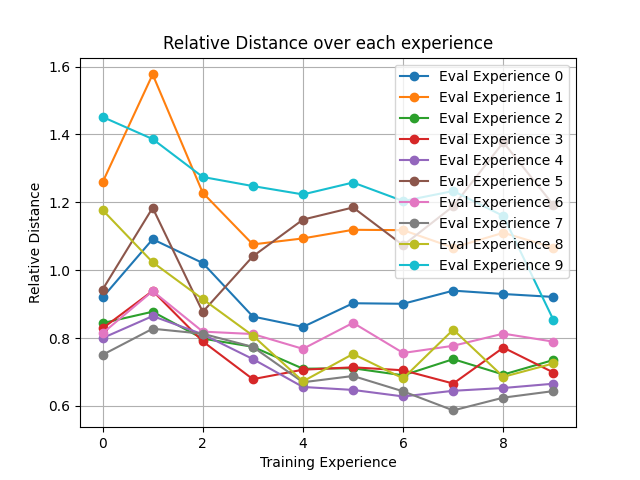 Relative Distance over each experience
1.6
1.4
1.2
1.0
0.8
0.6
Relative Distance
0 2 4 6 8
Training Experience
Eval Experience 0
Eval Experience 1
Eval Experience 2
Eval Experience 3
Eval Experience 4
Eval Experience 5
Eval Experience 6
Eval Experience 7
Eval Experience 8
Eval Experience 9